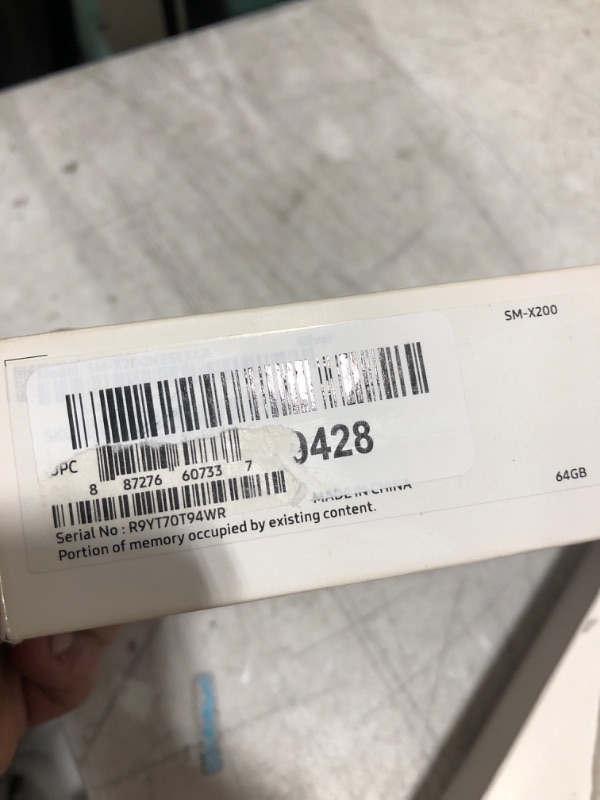 SM-X200
9428
UPC
8 87276 60733 7
MADE IN CHINA
64GB
Serial No : R9YT70T94WR
Portion of memory occupied by existing content.